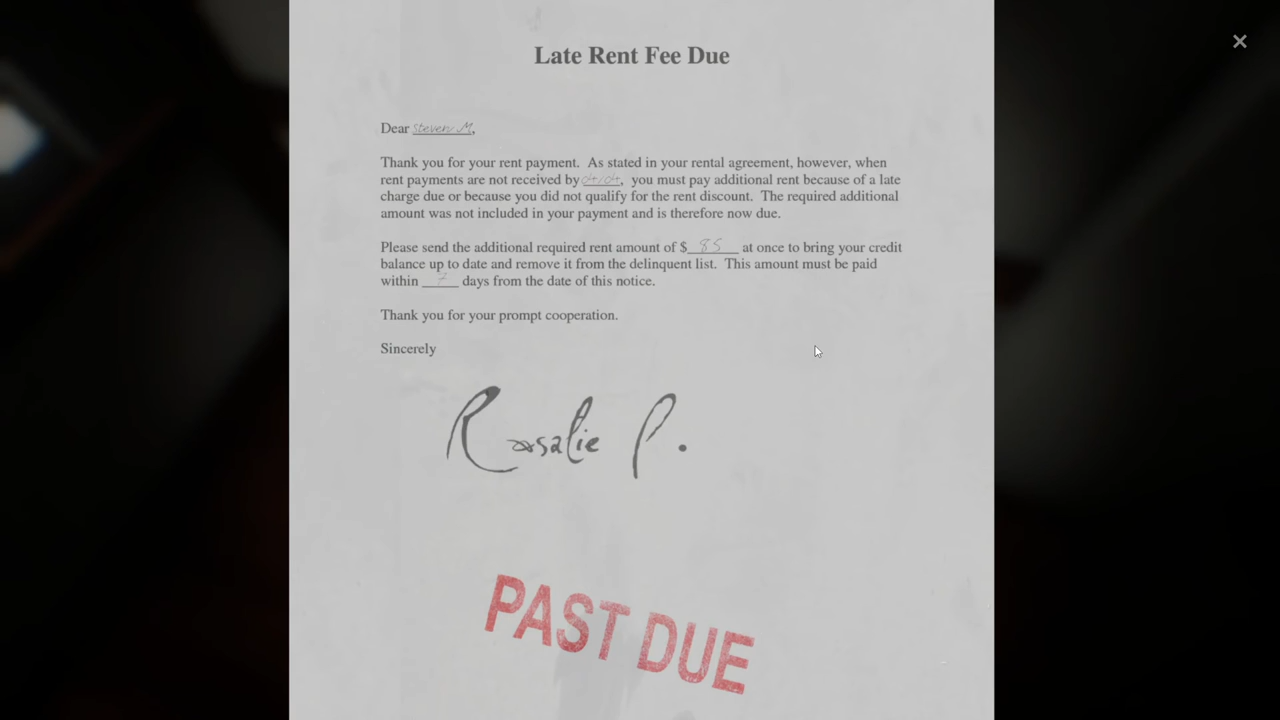 Late Rent Fee Due
Dear Steven M,
Thank you for your rent payment. As stated in your rental agreement, however, when
rent payments are not received by 04/04, you must pay additional rent because of a late
charge due or because you did not qualify for the rent discount. The required additional
amount was not included in your payment and is therefore now due.
Please send the additional required rent amount of $ 85 at once to bring your credit
balance up to date and remove it from the delinquent list. This amount must be paid
within 7 days from the date of this notice.
Thank you for your prompt cooperation.
Sincerely
Rosalie P.
PAST DUE